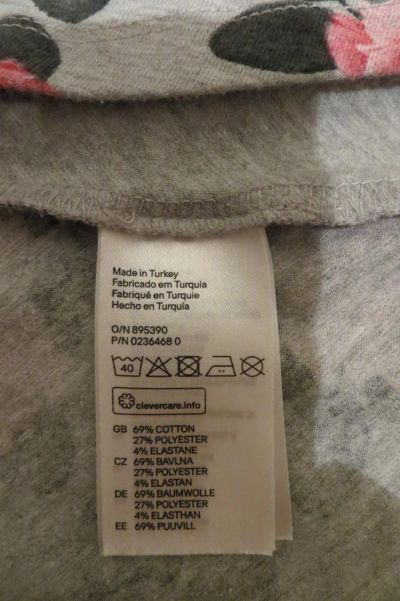 Made in Turkey
Fabricado em Turquia
Fabriqué en Turquie
Hecho en Turquía
O/N 895390
P/N 0236468 0
40
clevercare.info
GB 69% COTTON
27% POLYESTER
4% ELASTANE
CZ 69% BAVLNA
27% POLYESTER
4% ELASTAN
DE 69% BAUMWOLLE
27% POLYESTER
4% ELASTHAN
EE 69% PUUVILL